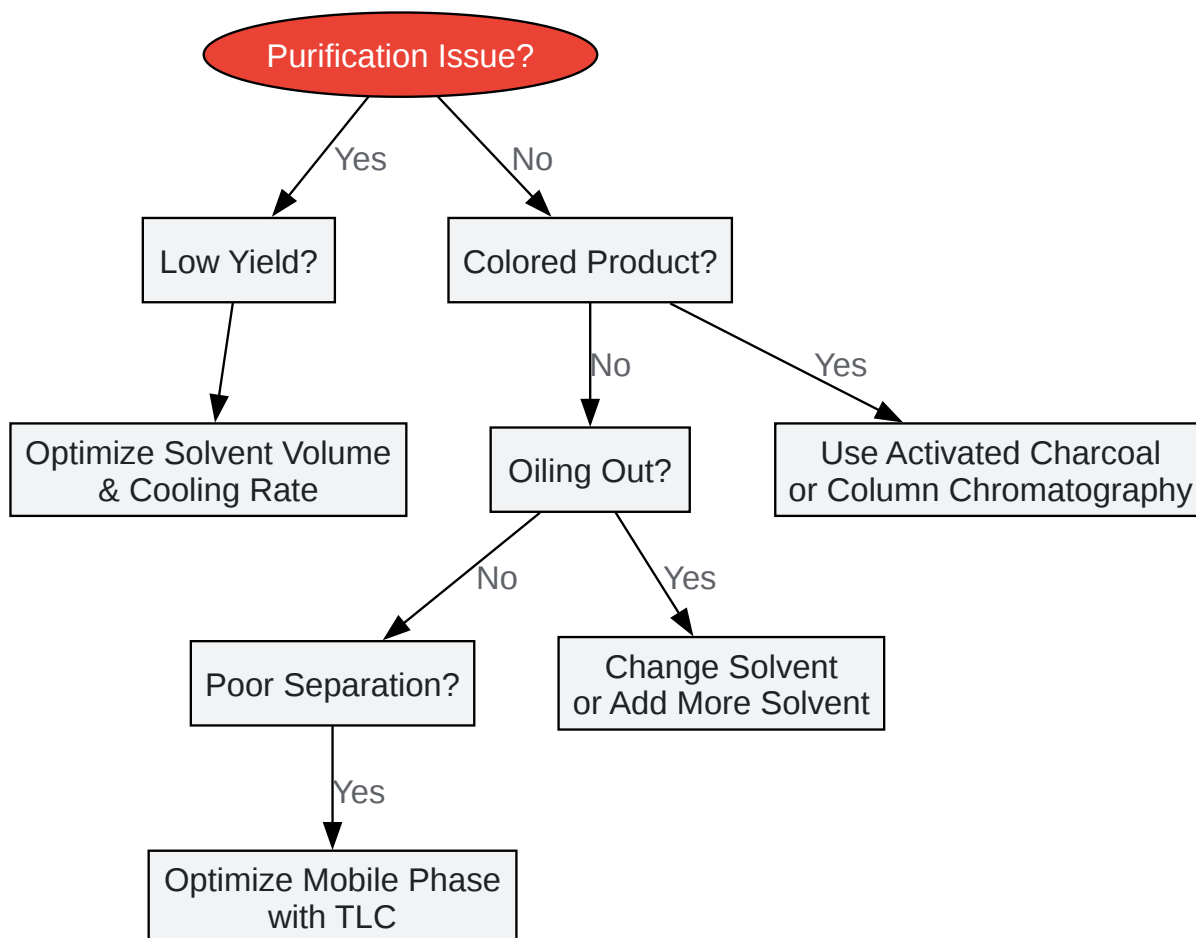 Purification Issue?
Yes
No
Low Yield?
Colored Product?
No
Yes
Optimize Solvent Volume
& Cooling Rate
Oiling Out?
Use Activated Charcoal
or Column Chromatography
No
Yes
Poor Separation?
Change Solvent
or Add More Solvent
Yes
Optimize Mobile Phase
with TLC